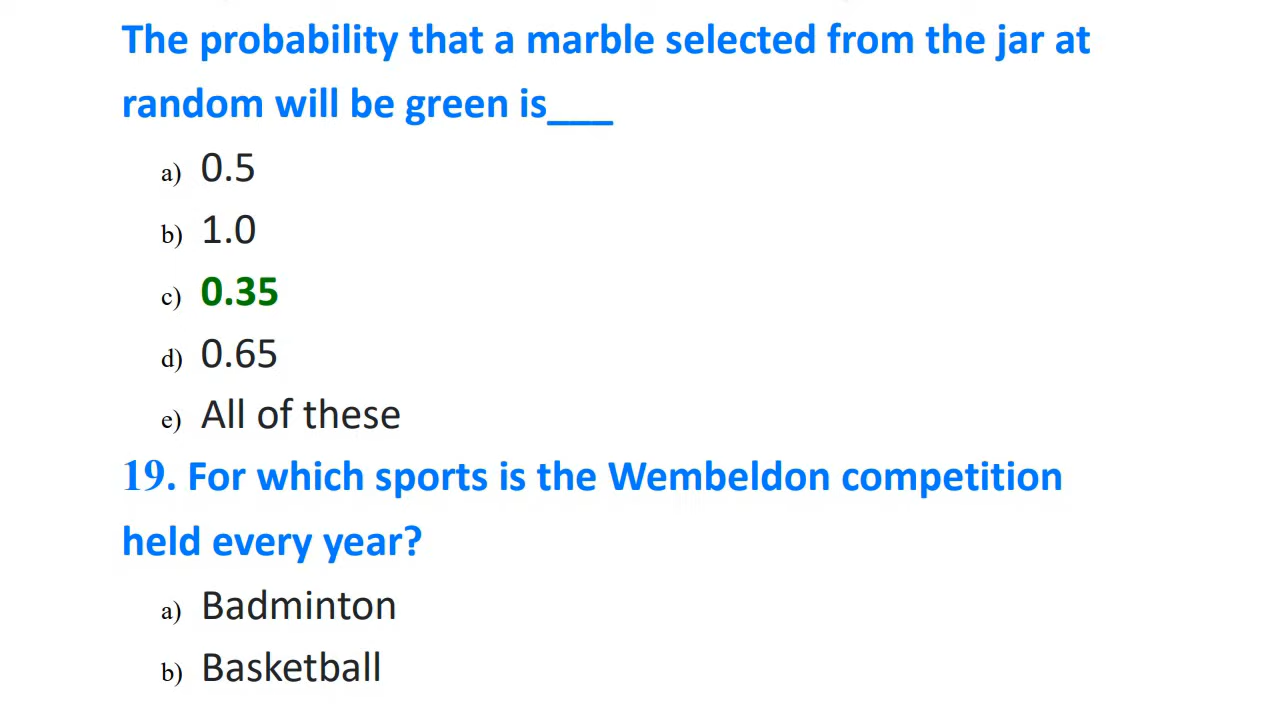 The probability that a marble selected from the jar at
random will be green is___
a) 0.5
b) 1.0
c) 0.35
d) 0.65
e) All of these
19. For which sports is the Wembeldon competition
held every year?
a) Badminton
b) Basketball